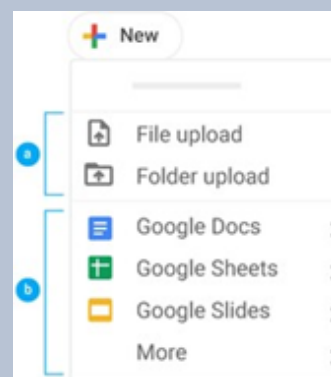 New
a
File upload
Folder upload
b
Google Docs
Google Sheets
Google Slides
More